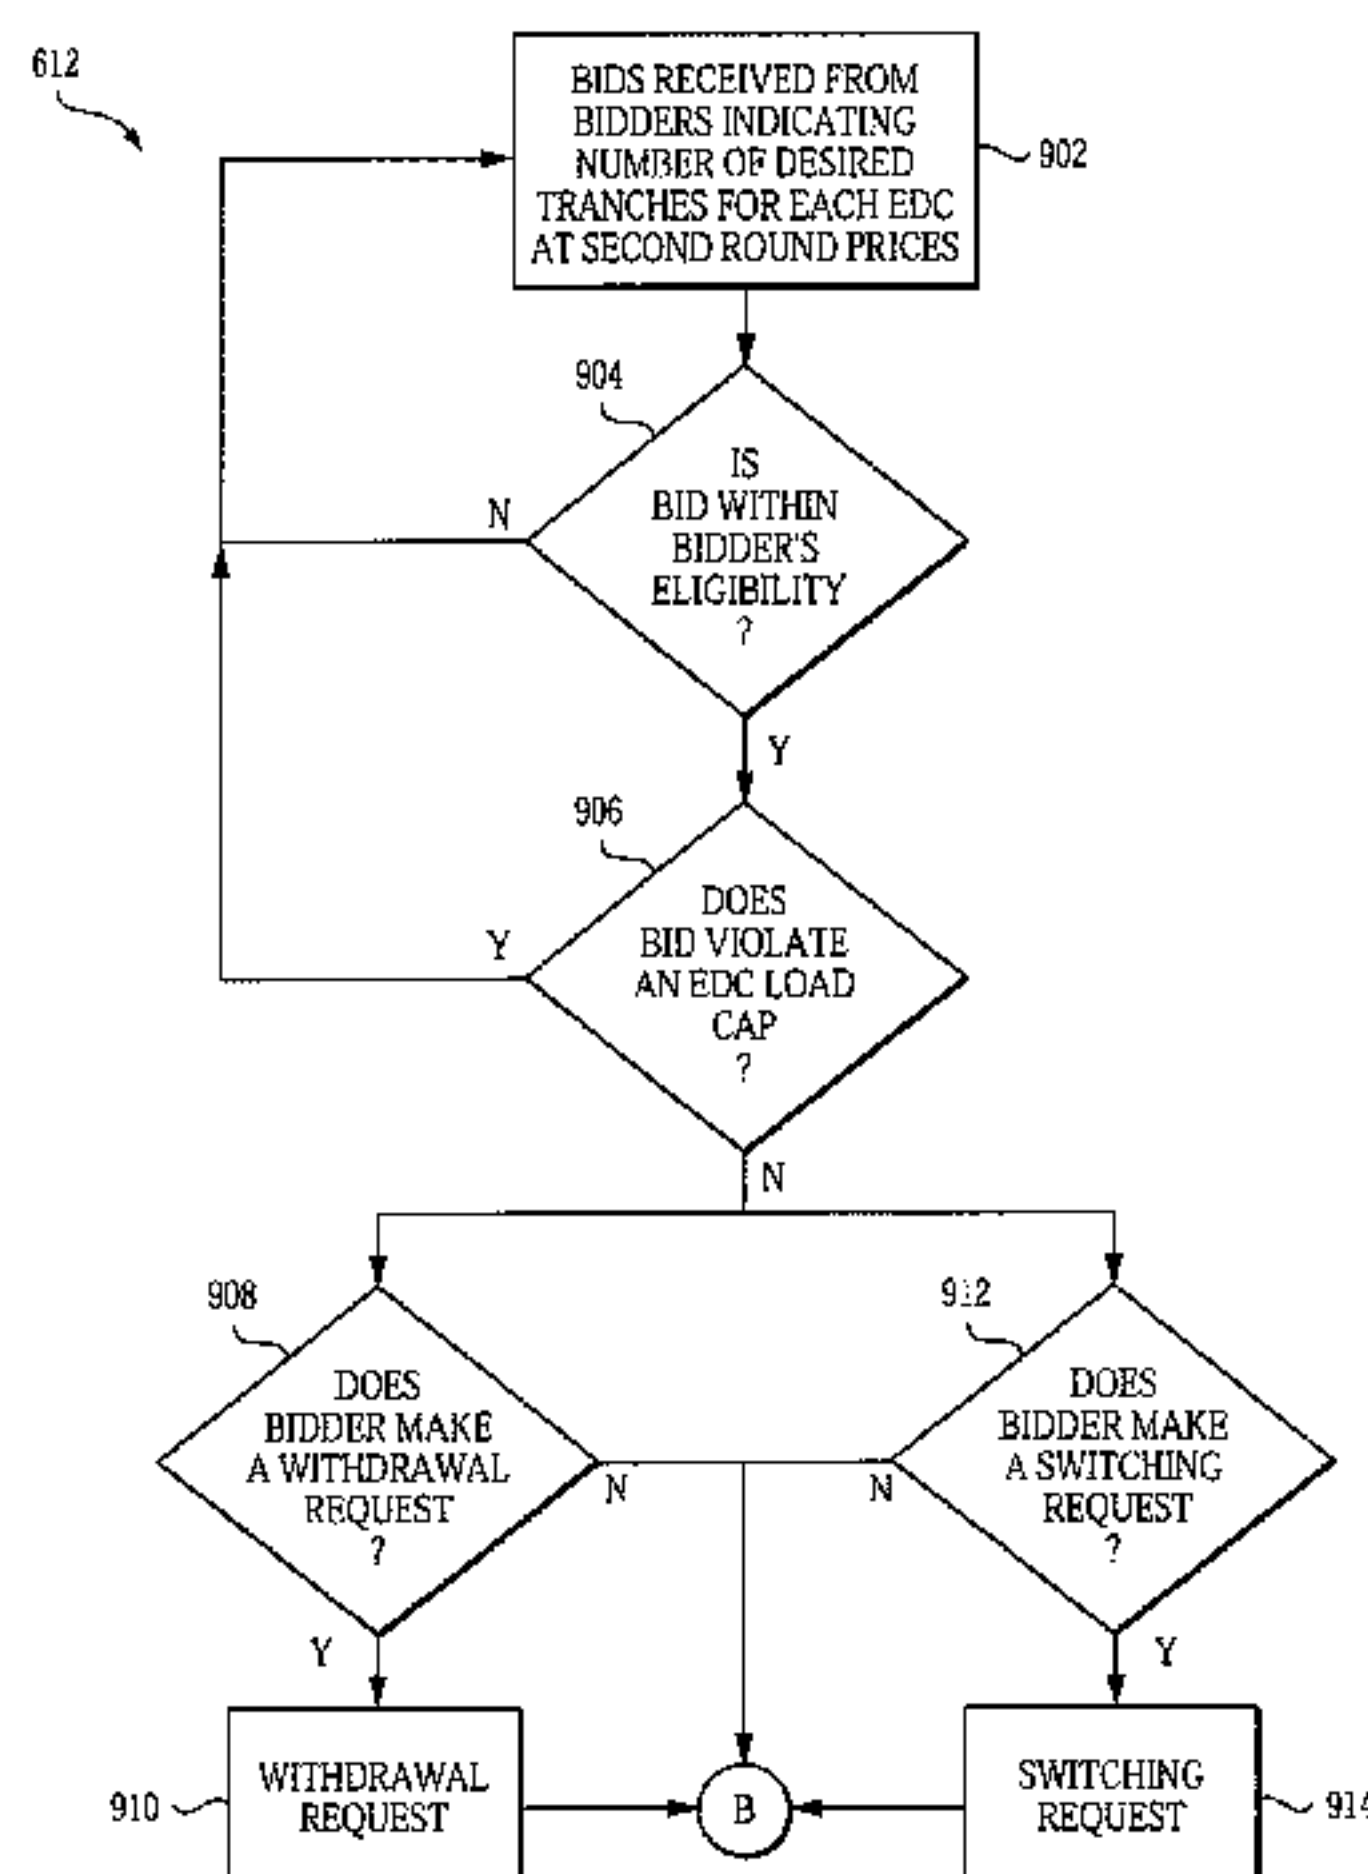 612
BIDS RECEIVED FROM
BIDDERS INDICATING
NUMBER OF DESIRED
TRANCHES FOR EACH EDC
AT SECOND ROUND PRICES
902
904
IS
BID WITHIN
BIDDER'S
ELIGIBILITY
?
N
Y
906
DOES
BID VIOLATE
AN EDC LOAD
CAP
?
Y
N
908
DOES
BIDDER MAKE
A WITHDRAWAL
REQUEST
?
N
Y
912
DOES
BIDDER MAKE
A SWITCHING
REQUEST
?
N
Y
910
WITHDRAWAL
REQUEST
B
SWITCHING
REQUEST
914